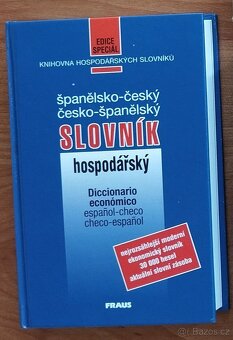 EDICE
SPECIÁL
KNIHOVNA HOSPODÁŘSKÝCH SLOVNÍKŮ
španělsko-český
česko-španělský
SLOVNÍK
hospodářský
Diccionario
económico
español-checo
checo-español
nejrozsáhlejší moderní
ekonomický slovník
30 000 hesel
aktuální slovní zásoba
FRAUS